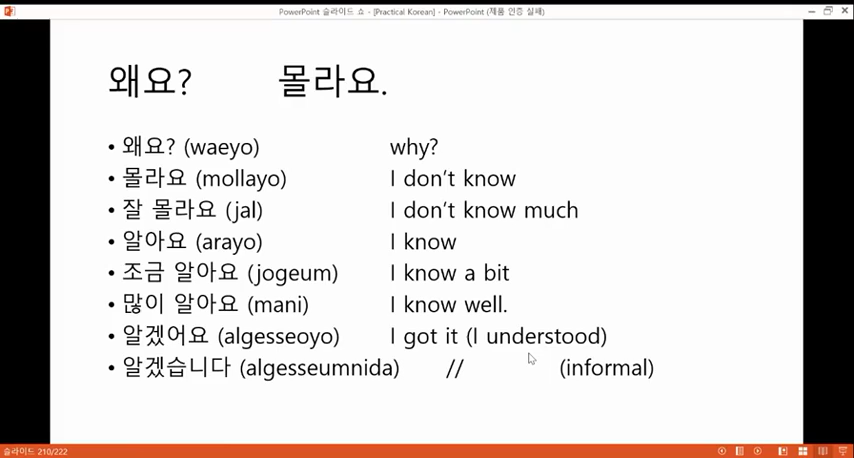 PowerPoint 슬라이드 쇼 - [Practical Korean] - PowerPoint (제품 인증 실패)
왜요? 몰라요.
• 왜요? (waeyo) why?
• 몰라요 (mollayo) I don't know
• 잘 몰라요 (jal) I don't know much
• 알아요 (arayo) I know
• 조금 알아요 (jogeum) I know a bit
• 많이 알아요 (mani) I know well.
• 알겠어요 (algesseoyo) I got it (I understood)
• 알겠습니다 (algesseumnida) // (informal)
슬라이드 210/222